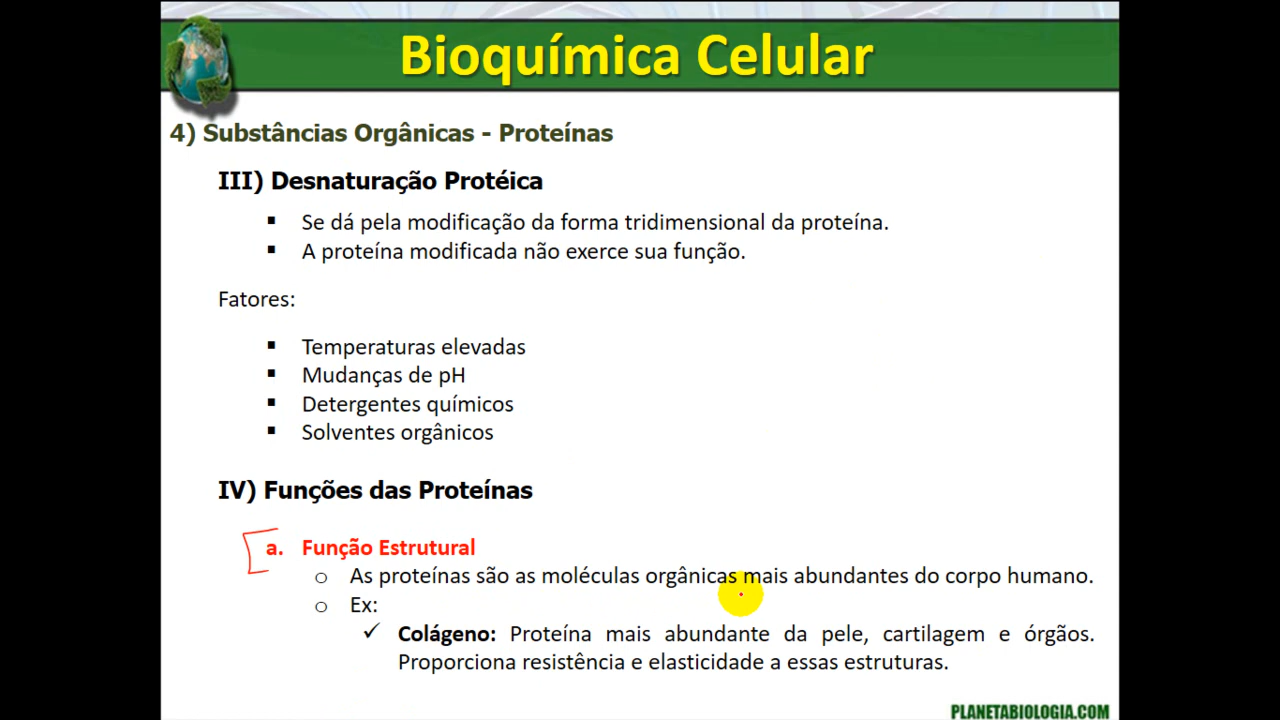 Bioquímica Celular
4) Substâncias Orgânicas - Proteínas
III) Desnaturação Protéica
▪ Se dá pela modificação da forma tridimensional da proteína.
▪ A proteína modificada não exerce sua função.
Fatores:
▪ Temperaturas elevadas
▪ Mudanças de pH
▪ Detergentes químicos
▪ Solventes orgânicos
IV) Funções das Proteínas
a. Função Estrutural
o As proteínas são as moléculas orgânicas mais abundantes do corpo humano.
o Ex:
✓ Colágeno: Proteína mais abundante da pele, cartilagem e órgãos.
Proporciona resistência e elasticidade a essas estruturas.
PLANETABIOLOGIA.COM